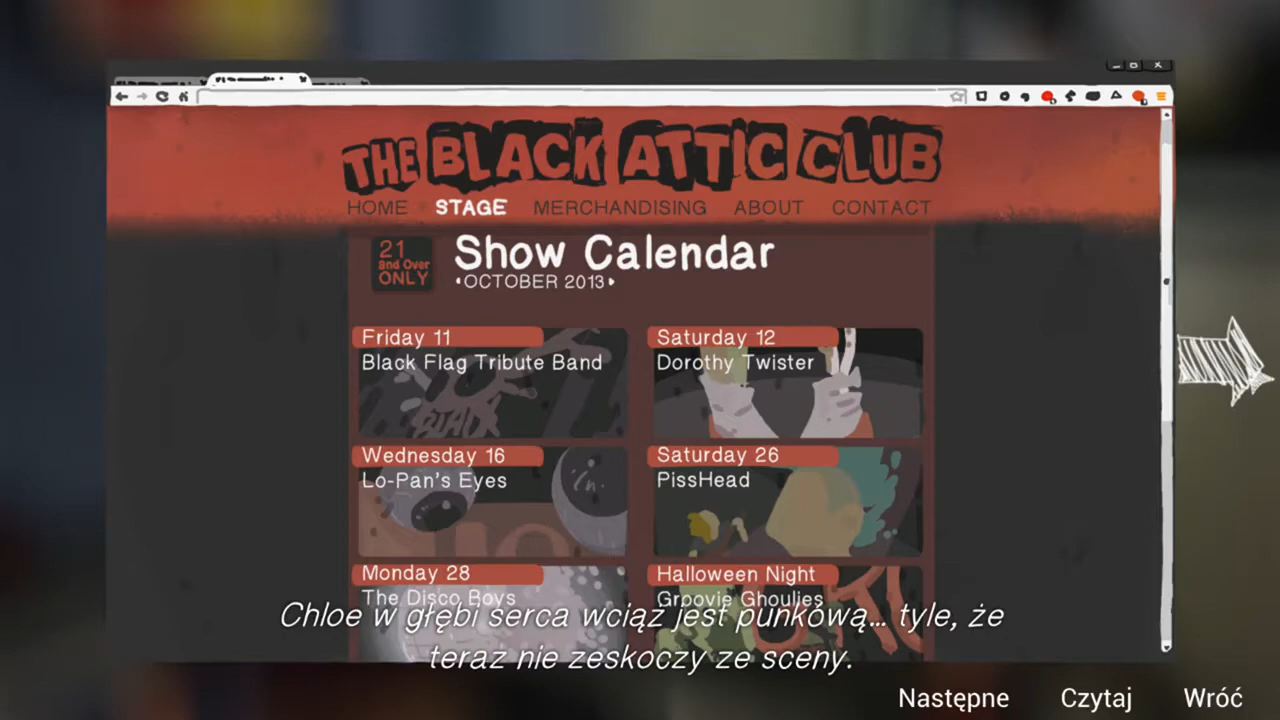 THE BLACK ATTIC CLUB
HOME STAGE MERCHANDISING ABOUT CONTACT
21
and Over
ONLY
Show Calendar
OCTOBER 2013
Friday 11
Black Flag Tribute Band
Saturday 12
Dorothy Twister
Wednesday 16
Lo-Pan's Eyes
Saturday 26
PissHead
Monday 28
The Disco Boys
Halloween Night
Groovie Ghoulies
Chloe w głębi serca wciąż jest punkową... tyle, że
teraz nie zeskoczy ze sceny.
Następne Czytaj Wróć